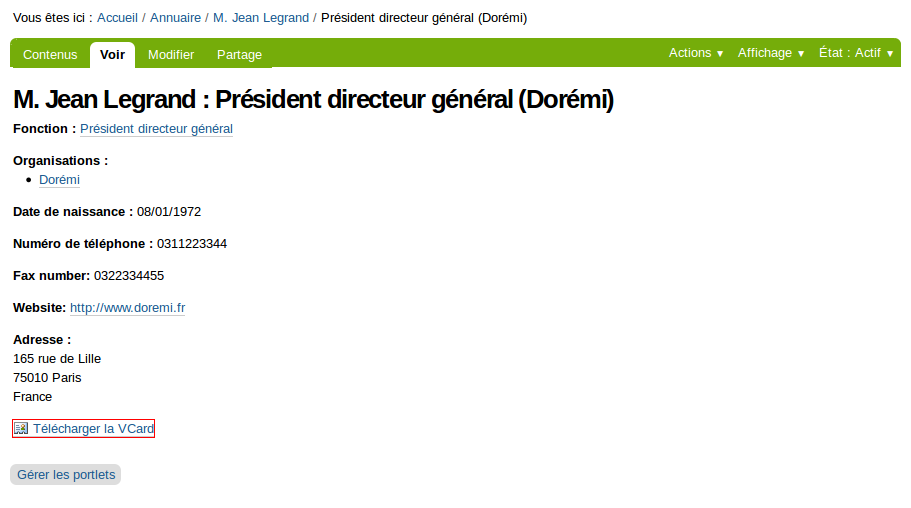 Vous êtes ici : Accueil / Annuaire / M. Jean Legrand / Président directeur général (Dorémi)
Contenus Voir Modifier Partage Actions ▼ Affichage ▼ État : Actif ▼
M. Jean Legrand : Président directeur général (Dorémi)
Fonction : Président directeur général
Organisations :
• Dorémi
Date de naissance : 08/01/1972
Numéro de téléphone : 0311223344
Fax number: 0322334455
Website: http://www.doremi.fr
Adresse :
165 rue de Lille
75010 Paris
France
Télécharger la VCard
Gérer les portlets